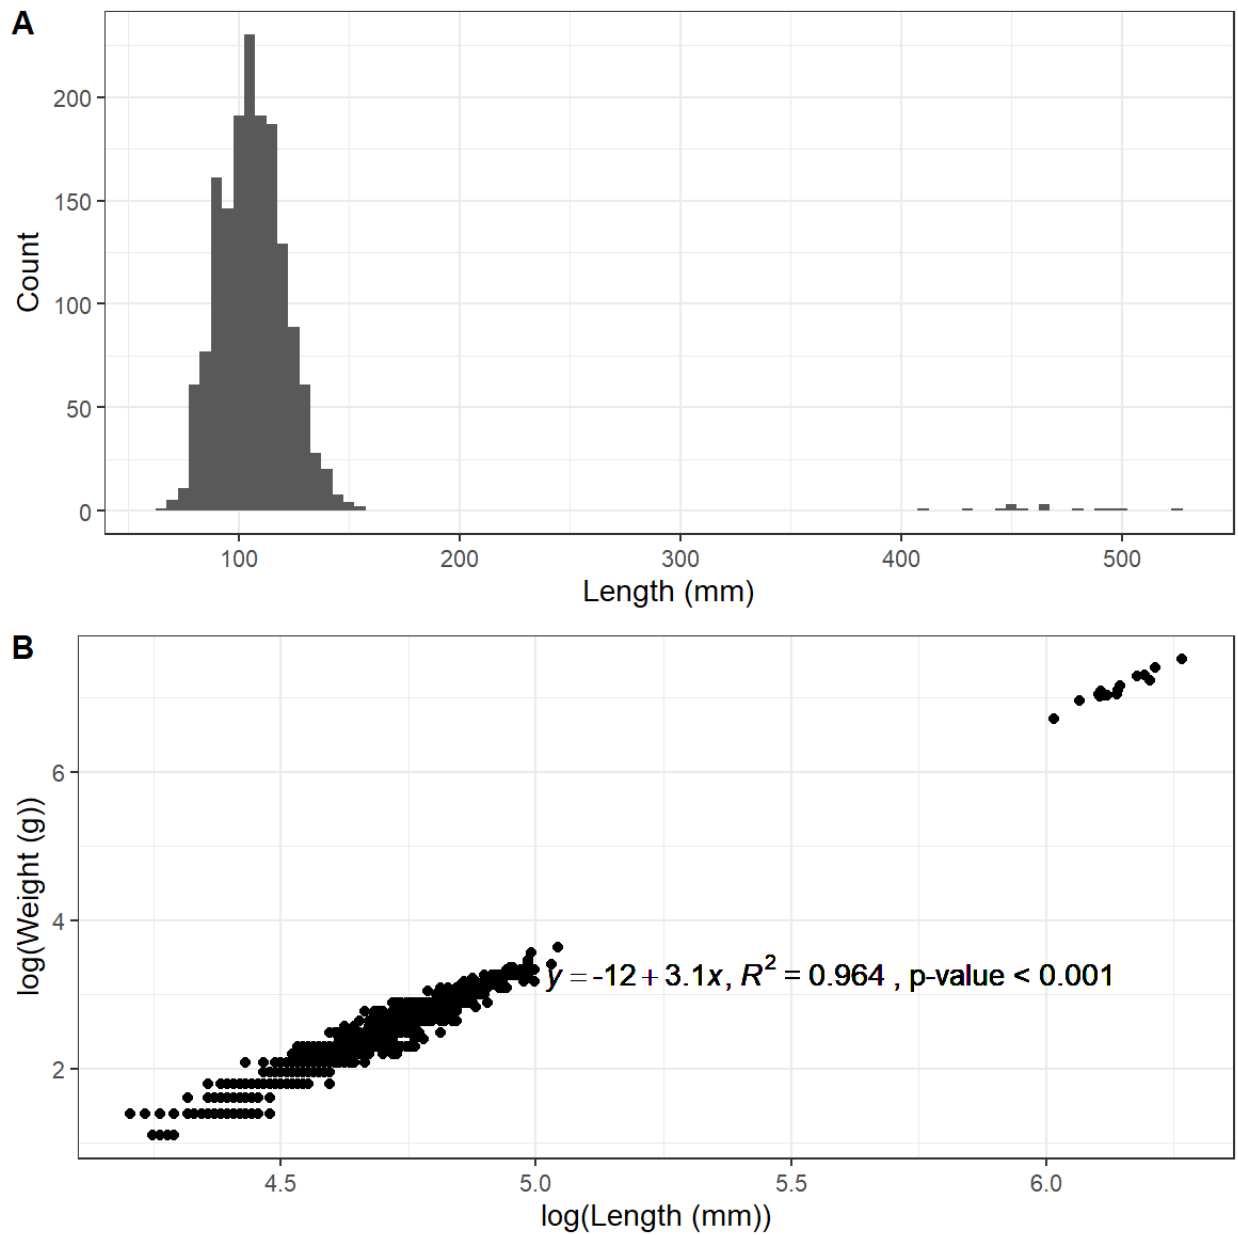 A
200
150
100
50
0
Count
100 200 300 400 500
Length (mm)
B
6
4
2
log(Weight (g))
y = -12 + 3.1x, R² = 0.964 , p-value < 0.001
4.5 5.0 5.5 6.0
log(Length (mm))